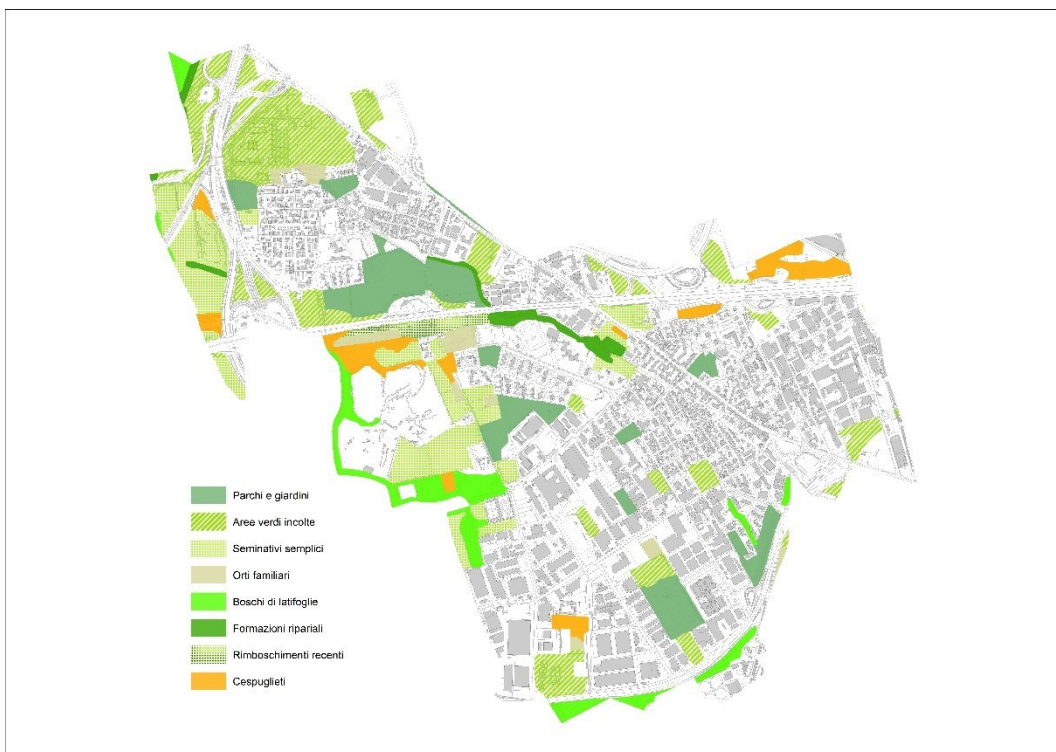 Parchi e giardini
Aree verdi incolte
Seminativi semplici
Orti familiari
Boschi di latifoglie
Formazioni ripariali
Rimboschimenti recenti
Cespuglieti